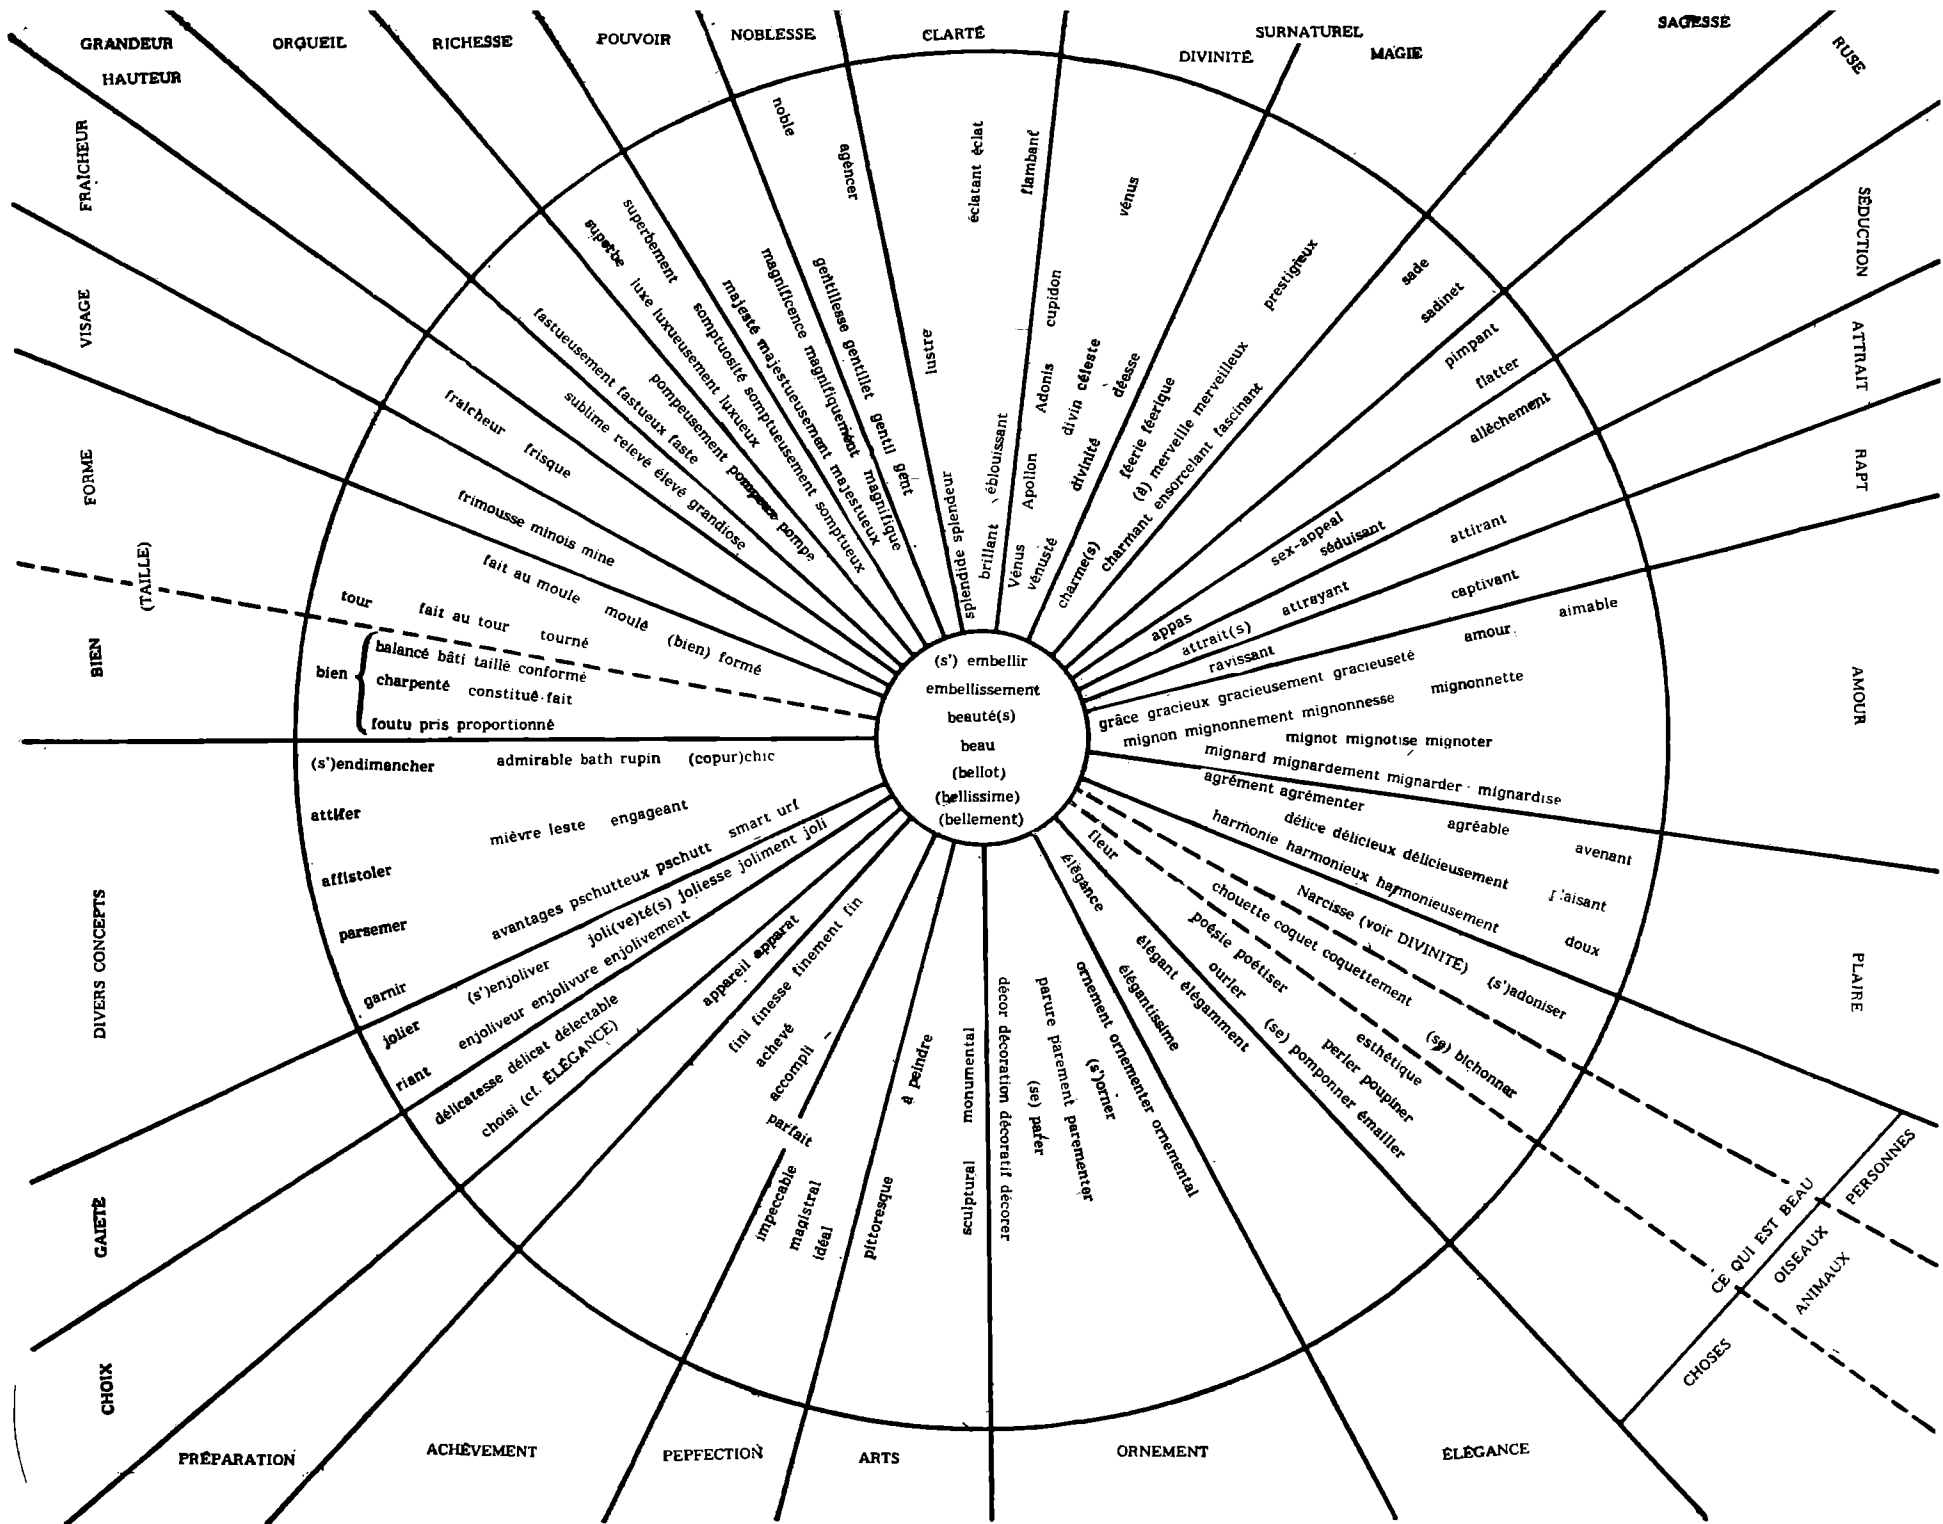 GRANDEUR
HAUTEUR
ORGUEIL
RICHESSE
POUVOIR
NOBLESSE
CLARTÉ
SURNATUREL
DIVINITÉ
MAGIE
SAGESSE
RUSE
SÉDUCTION
ATTRAIT
RAPT
AMOUR
PLAIRE
CE QUI EST BEAU
PERSONNES
OISEAUX
ANIMAUX
CHOSES
ÉLÉGANCE
ORNEMENT
ARTS
PEPFECTION
ACHÈVEMENT
PRÉPARATION
CHOIX
GAIETÉ
DIVERS CONCEPTS
BIEN
(TAILLE)
FORME
VISAGE
FRAICHEUR
(s') embellir
embellissement
beauté(s)
beau
(bellot)
(bellissime)
(bellement)
noble
agencer
gentillesse gentillet gentil gent
magnificence magnifiquement magnifique
majesté majestueusement majestueux
superbement
superbe
somptuosité somptueusement somptueux
luxe luxueusement luxueux
pompeusement pompeux pompe
fastueusement fastueux faste
sublime relevé élevé grandiose
fraîcheur
frisque
frimousse minois mine
fait au moule moulé (bien) formé
tour fait au tour tourné
bien
balancé bâti taillé conformé
charpenté constitué fait
foutu pris proportionné
(s')endimancher admirable bath rupin (copur)chic
attifer
mièvre leste engageant
affistoler
parsemer
avantages pschutteux pschutt smart urf
garnir
jolier
(s')enjoliver joli(ve)té(s) joliesse joliment joli
enjoliveur enjolivure enjolivement
riant
délicatesse délicat délectable
choisi (cf. ÉLÉGANCE)
appareil apparat
fini finesse finement fin
achevé
accompli
parfait
impeccable
magistral
idéal
à peindre
pittoresque
monumental
sculptural
décor décoration décoratif décorer
parure parement parementer
(se) parer
(s')orner
ornement ornementer ornemental
élégance
élégantissime
élégant élégamment
fleur
ourler
(se) pomponner émailler
poésie poétiser
perler poupiner
esthétique
chouette coquet coquettement
(se) bichonner
Narcisse (voir DIVINITÉ) (s')adoniser
harmonie harmonieux harmonieusement
doux
délice délicieux délicieusement
agrément agrémenter
agréable
avenant
mignard mignardement mignarder mignardise
mignot mignotise mignoter
mignon mignonnement mignonnesse mignonnette
grâce gracieux gracieusement gracieuseté
amour
aimable
ravissant
captivant
attrait(s) attrayant
attirant
appas
séduisant
sex-appeal
allèchement
flatter
pimpant
sadinet
sade
charmant ensorcelant fascinant
(à) merveille merveilleux
charme(s)
féerie féerique
prestigieux
vénus
déesse
divinité
divin céleste
cupidon
Adonis
Apollon
Vénus
vénusté
flambant
éclatant éclat
brillant éblouissant
lustre
splendide splendeur